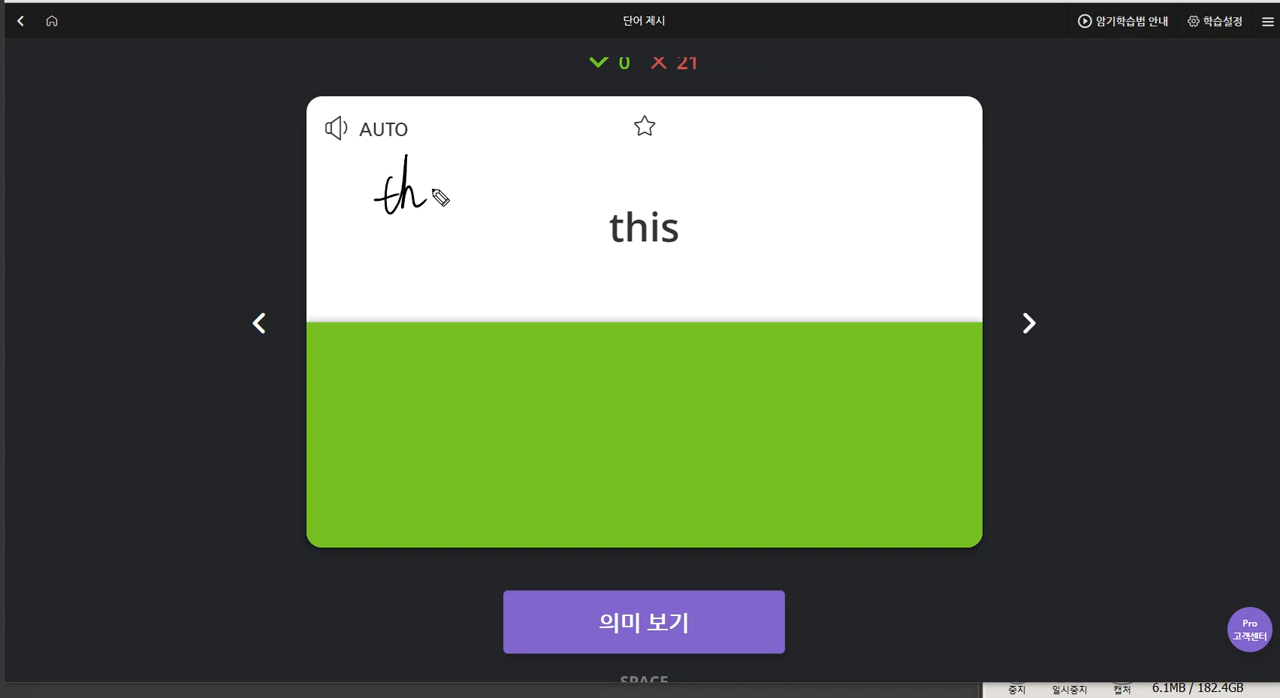 단어 제시
암기학습법 안내
학습설정
0 21
AUTO
th
this
의미 보기
Pro
고객센터
SPACE
중지 일시중지 캡처 6.1MB / 182.4GB